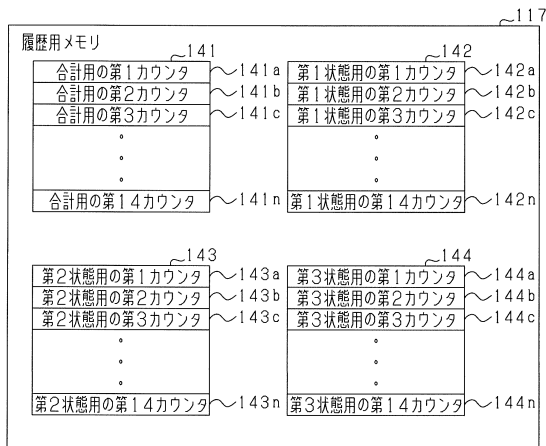 117
履歴用メモリ
141
合計用の第1カウンタ 141a
合計用の第2カウンタ 141b
合計用の第3カウンタ 141c
合計用の第14カウンタ 141n
142
第1状態用の第1カウンタ 142a
第1状態用の第2カウンタ 142b
第1状態用の第3カウンタ 142c
第1状態用の第14カウンタ 142n
143
第2状態用の第1カウンタ 143a
第2状態用の第2カウンタ 143b
第2状態用の第3カウンタ 143c
第2状態用の第14カウンタ 143n
144
第3状態用の第1カウンタ 144a
第3状態用の第2カウンタ 144b
第3状態用の第3カウンタ 144c
第3状態用の第14カウンタ 144n